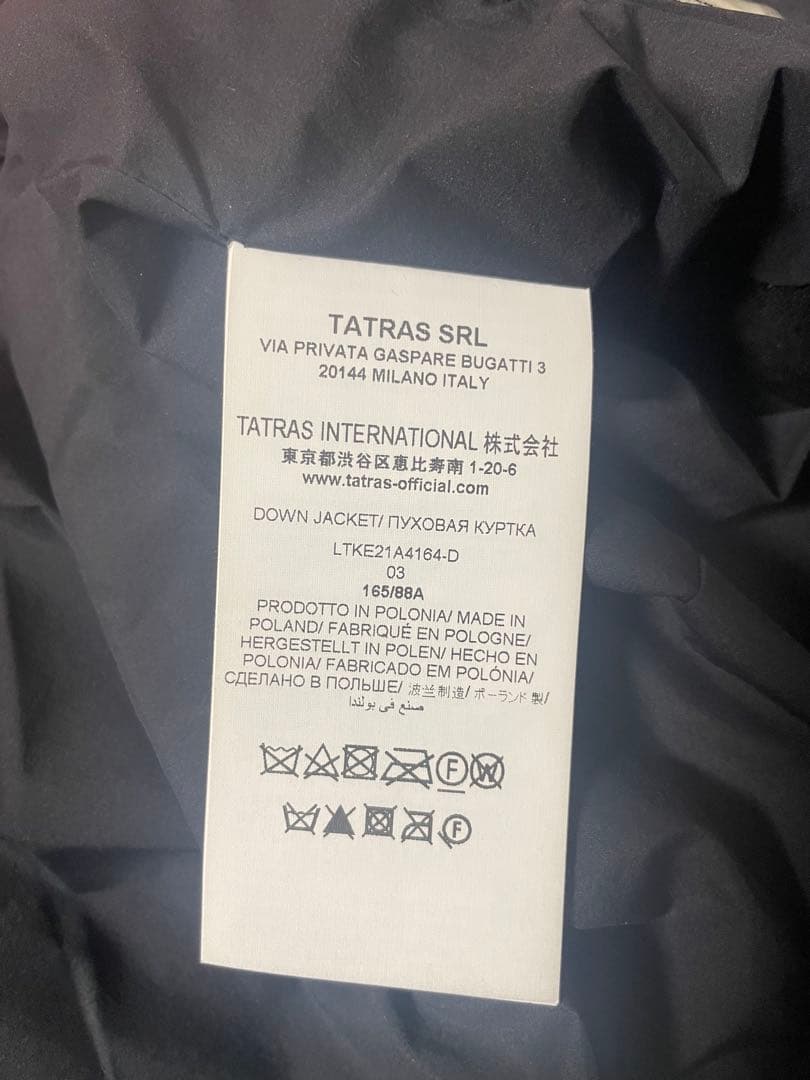 TATRAS SRL
VIA PRIVATA GASPARE BUGATTI 3
20144 MILANO ITALY
TATRAS INTERNATIONAL 株式会社
東京都渋谷区恵比寿南 1-20-6
www.tatras-official.com
DOWN JACKET/ ПУХОВАЯ КУРТКА
LTKE21A4164-D
03
165/88A
PRODOTTO IN POLONIA/ MADE IN
POLAND/ FABRIQUÉ EN POLOGNE/
HERGESTELLT IN POLEN/ HECHO EN
POLONIA/ FABRICADO EM POLÓNIA/
СДЕЛАНО В ПОЛЬШЕ/ 波兰制造/ ポーランド製/
صنع في بولندا
F W
F